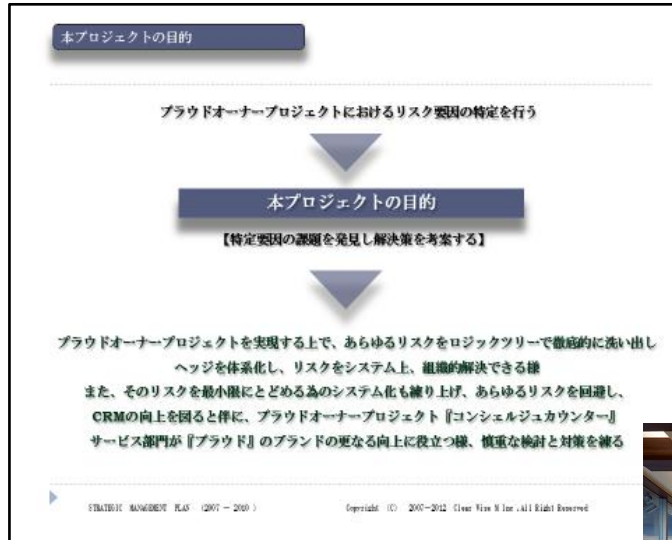 本プロジェクトの目的
プラウドオーナープロジェクトにおけるリスク要因の特定を行う
本プロジェクトの目的
【特定要因の課題を発見し解決策を考案する】
プラウドオーナープロジェクトを実現する上で、あらゆるリスクをロジックツリーで徹底的に洗い出し
ヘッジを体系化し、リスクをシステム上、組織的解決できる様
また、そのリスクを最小限にとどめる為のシステム化も練り上げ、あらゆるリスクを回避し、
CRMの向上を図ると伴に、プラウドオーナープロジェクト『コンシェルジュカウンター』
サービス部門が『プラウド』のブランドの更なる向上に役立つ様、慎重な検討と対策を練る
STRATEGIC MANAGEMENT PLAN (2007 - 2010 )
Copyright (C) 2007-2012 Clear Wise M Inc .All Right Reserved